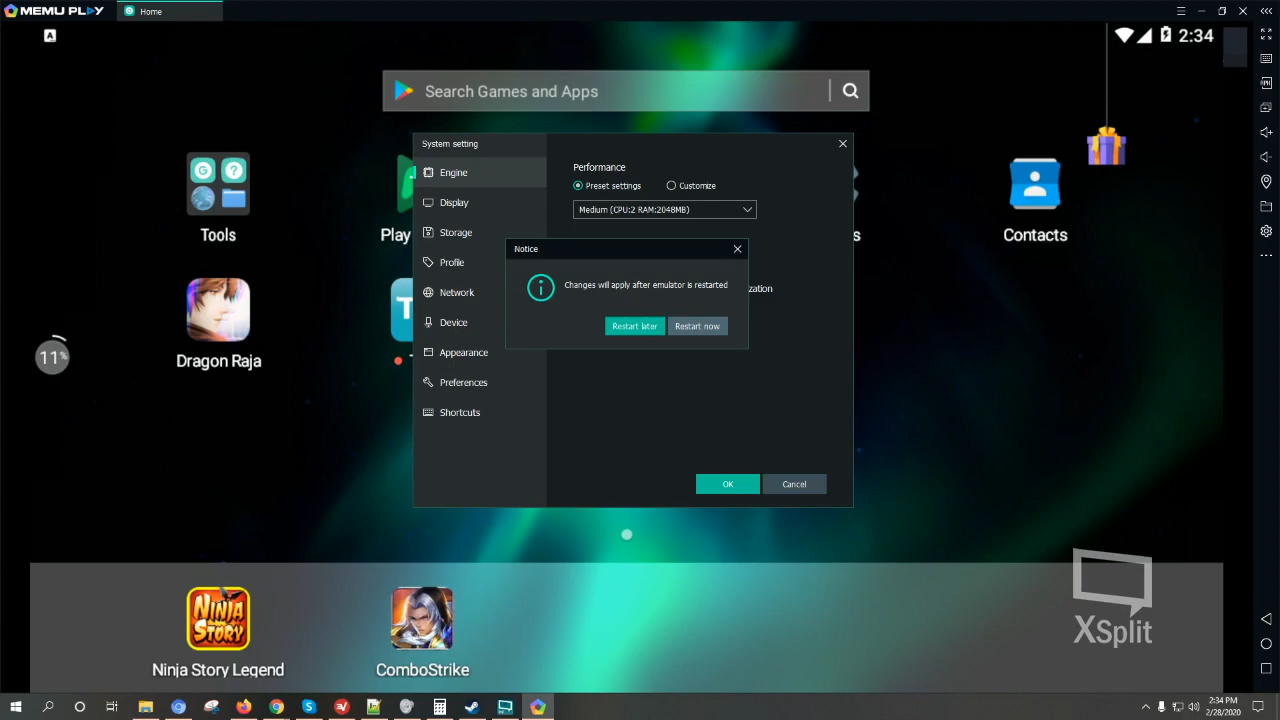 MEMU PLAY
Home
A
2:34
Search Games and Apps
System setting
Engine
Performance
Preset settings
Customize
Display
Medium (CPU:2 RAM:2048MB)
Storage
Tools
Play
s
Contacts
Notice
Profile
Changes will apply after emulator is restarted
zation
Network
Device
Restart later
Restart now
T
11%
Dragon Raja
Appearance
Preferences
Shortcuts
OK
Cancel
NINJA
STORY
XSplit
Ninja Story Legend
ComboStrike
2:34 PM
2/28/2020